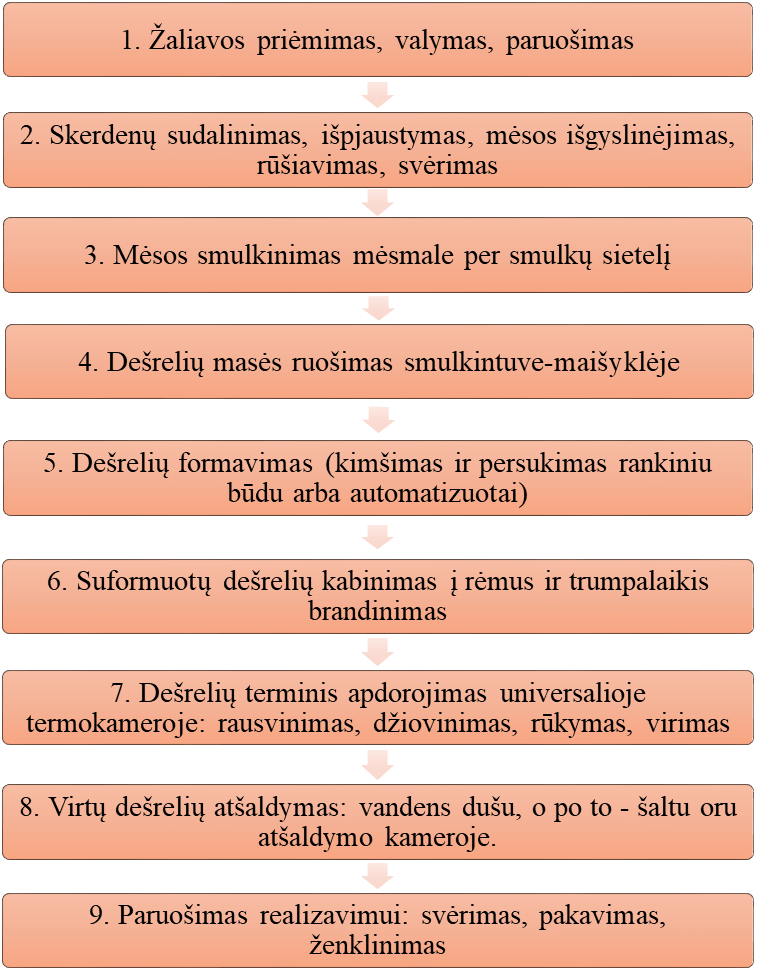 1. Žaliavos priėmimas, valymas, paruošimas
2. Skerdenų sudalinimas, išpjaustymas, mėsos išgyslinėjimas,
rūšiavimas, svėrimas
3. Mėsos smulkinimas mėsmale per smulkų sietelį
4. Dešrelių masės ruošimas smulkintuve-maišyklėje
5. Dešrelių formavimas (kimšimas ir persukimas rankiniu
būdu arba automatizuotai)
6. Suformuotų dešrelių kabinimas į rėmus ir trumpalaikis
brandinimas
7. Dešrelių terminis apdorojimas universalioje
termokameroje: rausvinimas, džiovinimas, rūkymas, virimas
8. Virtų dešrelių atšaldymas: vandens dušu, o po to - šaltu oru
atšaldymo kameroje.
9. Paruošimas realizavimui: svėrimas, pakavimas,
ženklinimas